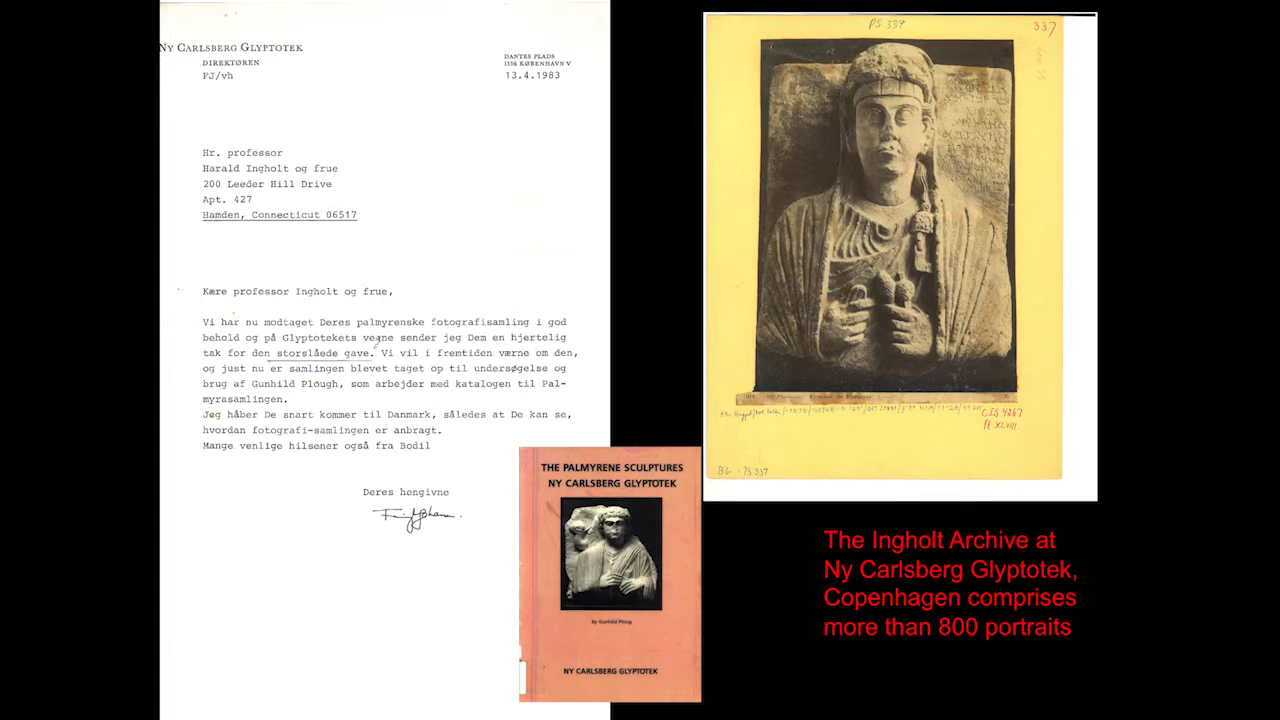 NY CARLSBERG GLYPTOTEK
DIREKTØREN
FJ/vh
DANTES PLADS
1556 KØBENHAVN V
13.4.1983
Hr. professor
Harald Ingholt og frue
200 Leeder Hill Drive
Apt. 427
Hamden, Connecticut 06517
Kære professor Ingholt og frue,
Vi har nu modtaget Deres palmyrenske fotografisamling i god
behold og på Glyptotekets vegne sender jeg Dem en hjertelig
tak for den storslåede gave. Vi vil i fremtiden værne om den,
og just nu er samlingen blevet taget op til undersøgelse og
brug af Gunhild Plough, som arbejder med katalogen til Pal-
myrasamlingen.
Jeg håber De snart kommer til Danmark, således at De kan se,
hvordan fotografi-samlingen er anbragt.
Mange venlige hilsener også fra Bodil
Deres hengivne
THE PALMYRENE SCULPTURES
NY CARLSBERG GLYPTOTEK
by Gunhild Ploug
NY CARLSBERG GLYPTOTEK
PS 337
337
CIS 4267
Pl XLVIII.
PS 337
The Ingholt Archive at
Ny Carlsberg Glyptotek,
Copenhagen comprises
more than 800 portraits